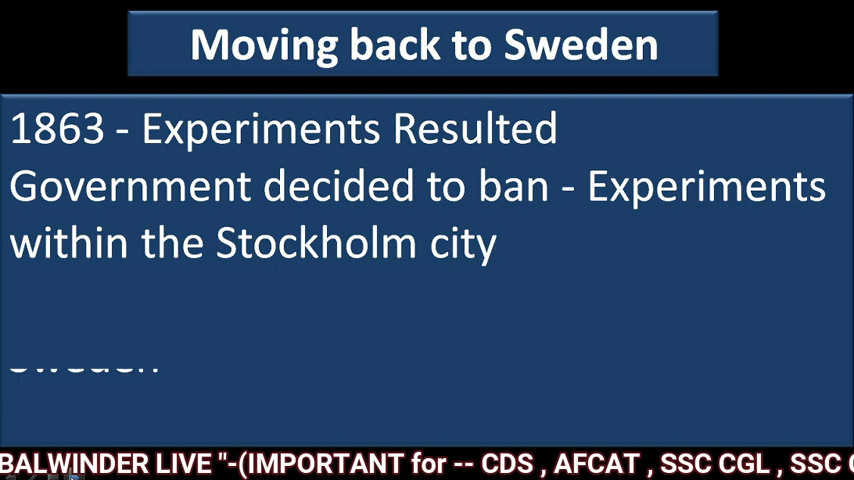 Moving back to Sweden
1863 - Experiments Resulted
Government decided to ban - Experiments
within the Stockholm city
BALWINDER LIVE "-(IMPORTANT for -- CDS , AFCAT , SSC CGL , SSC